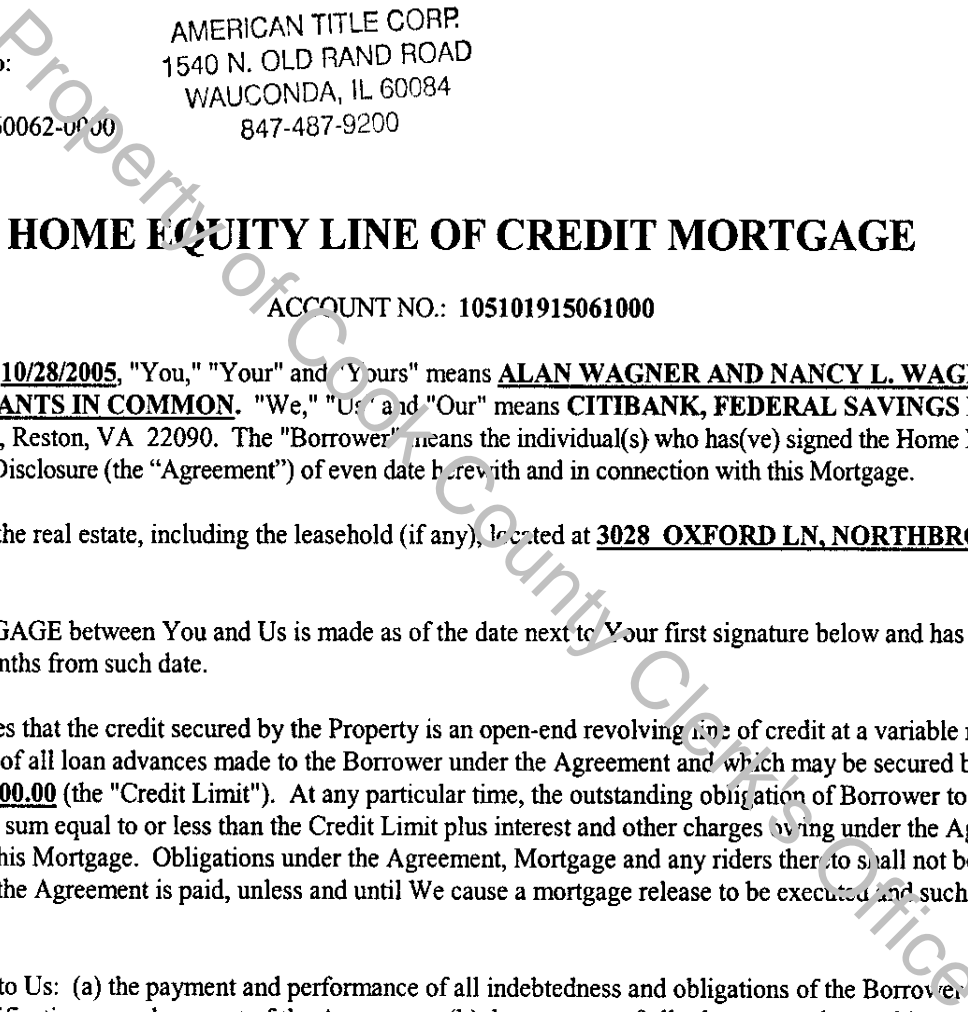 AMERICAN TITLE CORP.
1540 N. OLD RAND ROAD
WAUCONDA, IL 60084
847-487-9200
o:
60062-0000
HOME EQUITY LINE OF CREDIT MORTGAGE
ACCOUNT NO.: 105101915061000
10/28/2005, "You," "Your" and "Yours" means ALAN WAGNER AND NANCY L. WAG
ANTS IN COMMON. "We," "Us" and "Our" means CITIBANK, FEDERAL SAVINGS
, Reston, VA 22090. The "Borrower" means the individual(s) who has(ve) signed the Home
Disclosure (the “Agreement”) of even date herewith and in connection with this Mortgage.
the real estate, including the leasehold (if any), located at 3028 OXFORD LN, NORTHBRO
GAGE between You and Us is made as of the date next to Your first signature below and has
nths from such date.
es that the credit secured by the Property is an open-end revolving line of credit at a variable
of all loan advances made to the Borrower under the Agreement and which may be secured b
00.00 (the "Credit Limit"). At any particular time, the outstanding obligation of Borrower to
sum equal to or less than the Credit Limit plus interest and other charges owing under the Ag
his Mortgage. Obligations under the Agreement, Mortgage and any riders thereto shall not be
the Agreement is paid, unless and until We cause a mortgage release to be executed and such
to Us: (a) the payment and performance of all indebtedness and obligations of the Borrower
Property of Cook County Clerk's Office